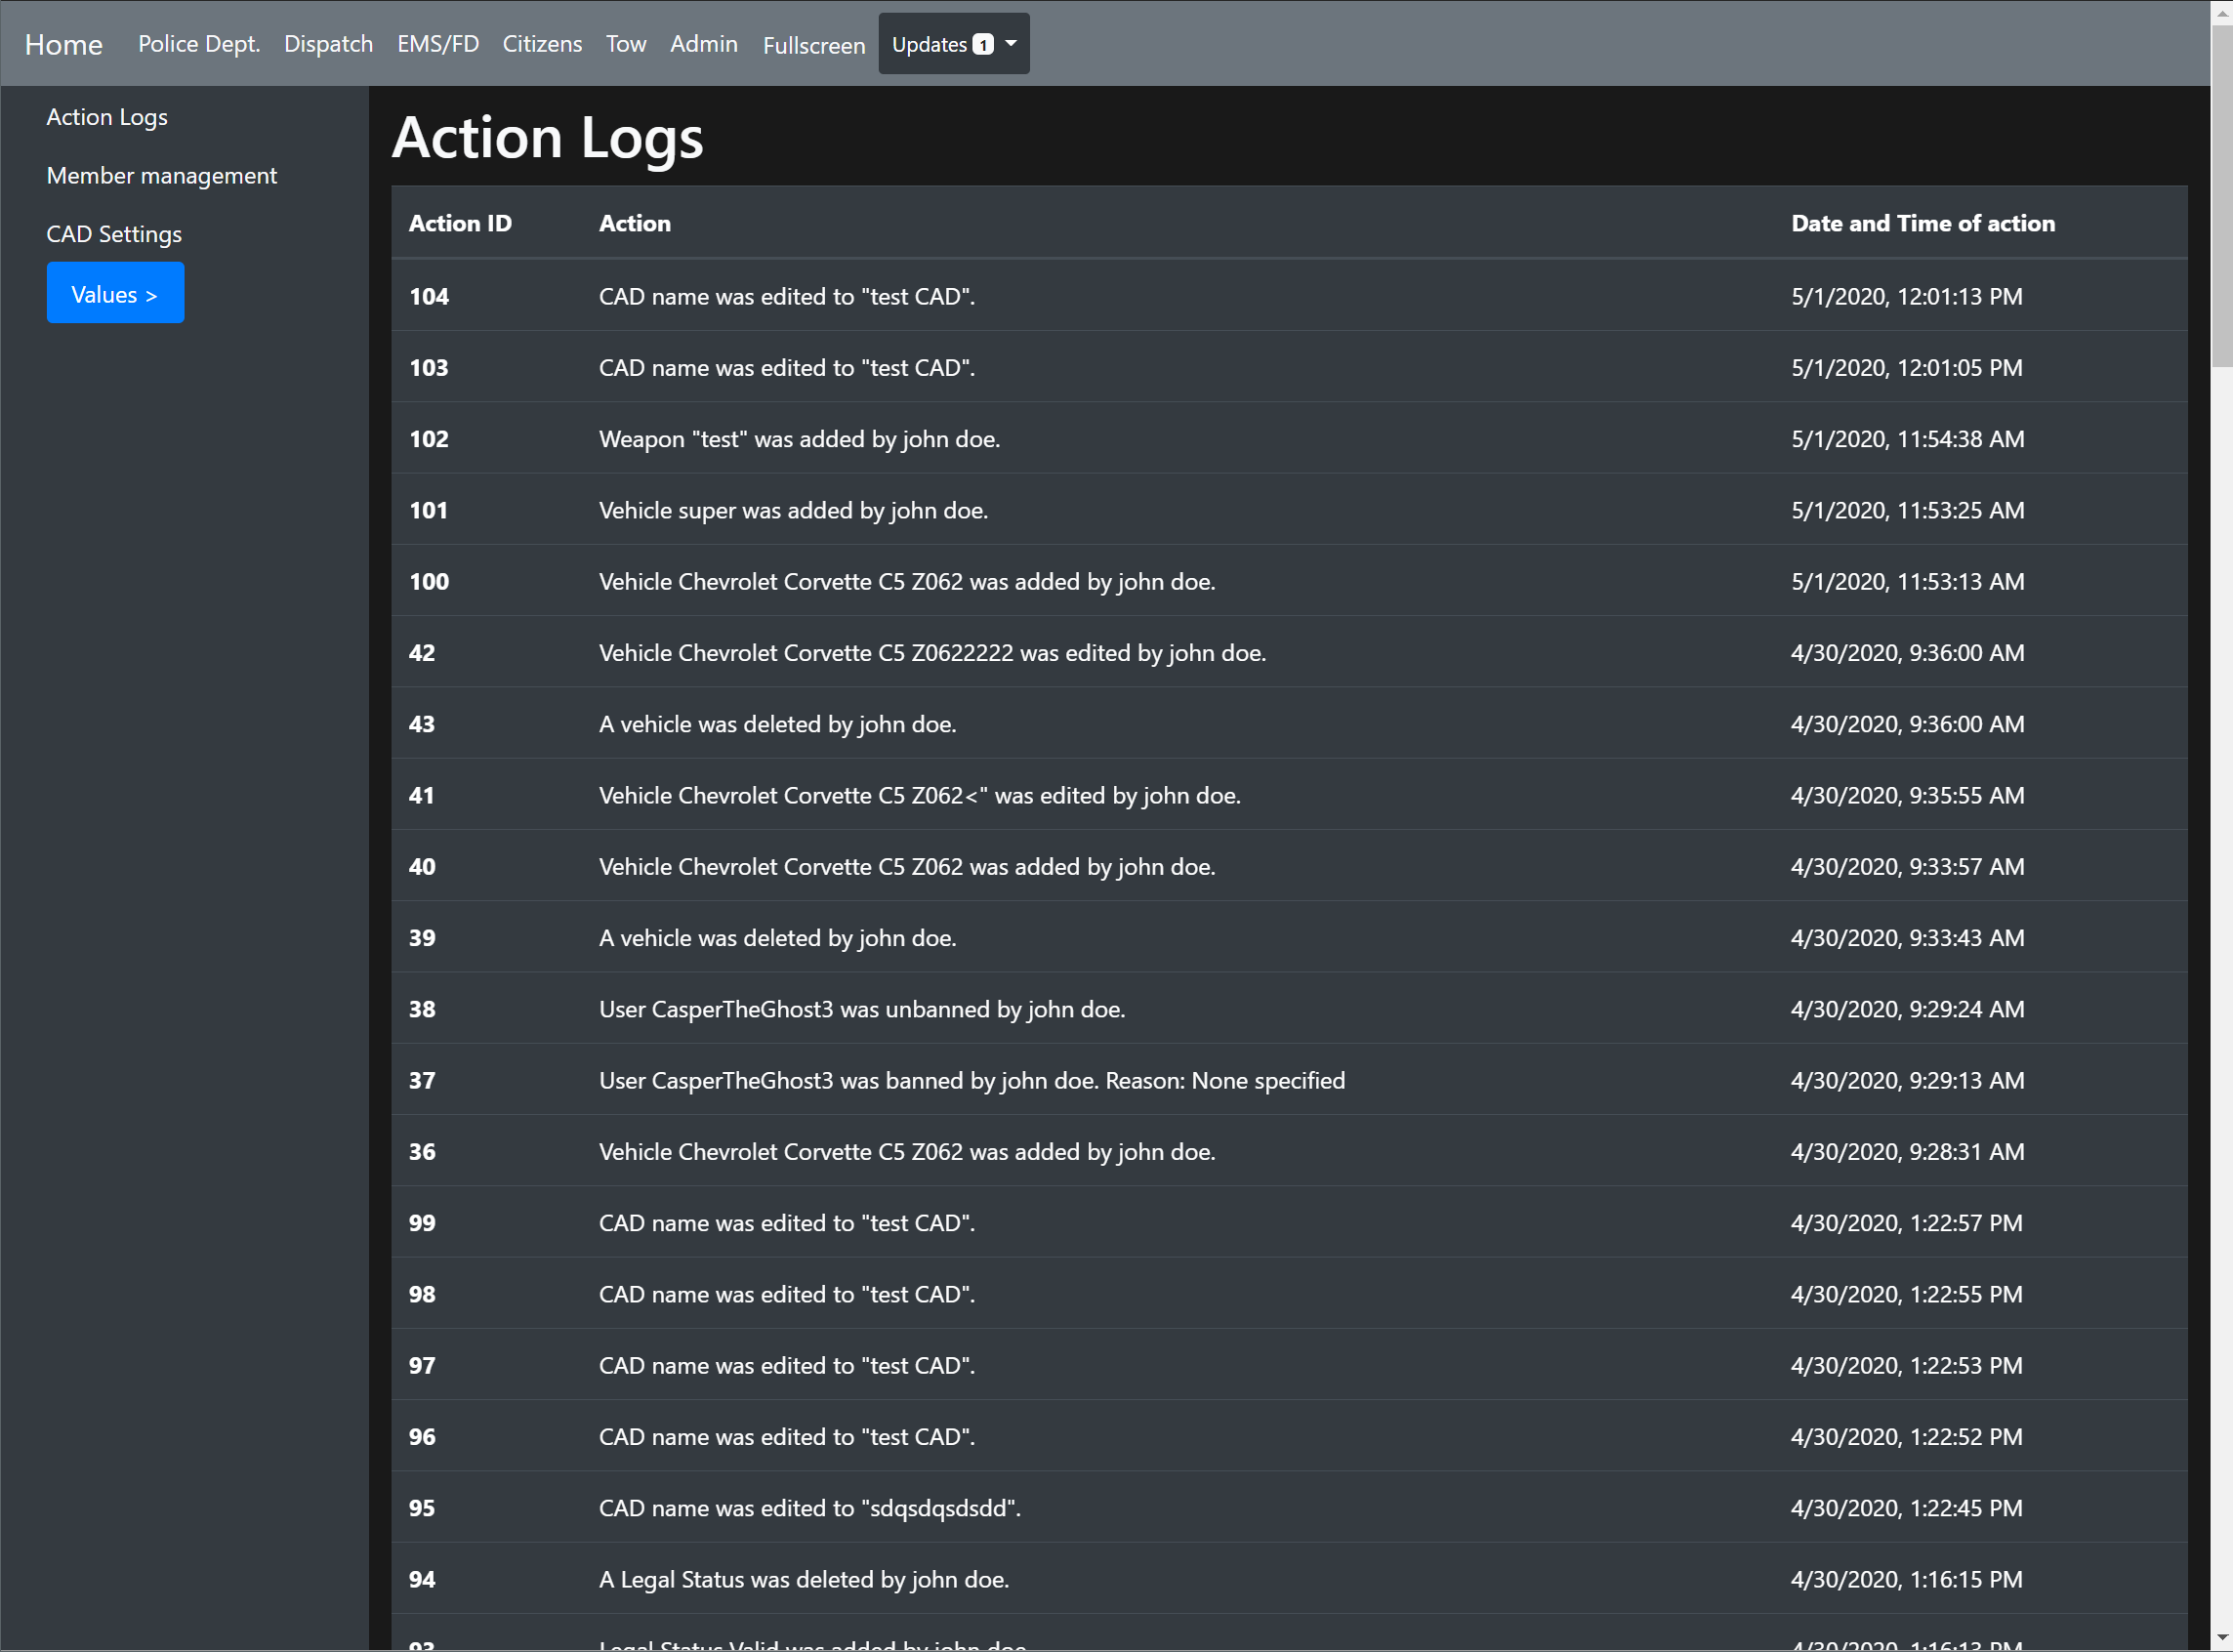 Home Police Dept. Dispatch EMS/FD Citizens Tow Admin Fullscreen Updates 1
Action Logs
Member management
CAD Settings
Values >
Action Logs
Action ID Action Date and Time of action
104 CAD name was edited to "test CAD". 5/1/2020, 12:01:13 PM
103 CAD name was edited to "test CAD". 5/1/2020, 12:01:05 PM
102 Weapon "test" was added by john doe. 5/1/2020, 11:54:38 AM
101 Vehicle super was added by john doe. 5/1/2020, 11:53:25 AM
100 Vehicle Chevrolet Corvette C5 Z062 was added by john doe. 5/1/2020, 11:53:13 AM
42 Vehicle Chevrolet Corvette C5 Z0622222 was edited by john doe. 4/30/2020, 9:36:00 AM
43 A vehicle was deleted by john doe. 4/30/2020, 9:36:00 AM
41 Vehicle Chevrolet Corvette C5 Z062<" was edited by john doe. 4/30/2020, 9:35:55 AM
40 Vehicle Chevrolet Corvette C5 Z062 was added by john doe. 4/30/2020, 9:33:57 AM
39 A vehicle was deleted by john doe. 4/30/2020, 9:33:43 AM
38 User CasperTheGhost3 was unbanned by john doe. 4/30/2020, 9:29:24 AM
37 User CasperTheGhost3 was banned by john doe. Reason: None specified 4/30/2020, 9:29:13 AM
36 Vehicle Chevrolet Corvette C5 Z062 was added by john doe. 4/30/2020, 9:28:31 AM
99 CAD name was edited to "test CAD". 4/30/2020, 1:22:57 PM
98 CAD name was edited to "test CAD". 4/30/2020, 1:22:55 PM
97 CAD name was edited to "test CAD". 4/30/2020, 1:22:53 PM
96 CAD name was edited to "test CAD". 4/30/2020, 1:22:52 PM
95 CAD name was edited to "sdqsdqsdsdd". 4/30/2020, 1:22:45 PM
94 A Legal Status was deleted by john doe. 4/30/2020, 1:16:15 PM
93 Legal Status Valid was added by john doe. 4/30/2020, 1:16:13 PM